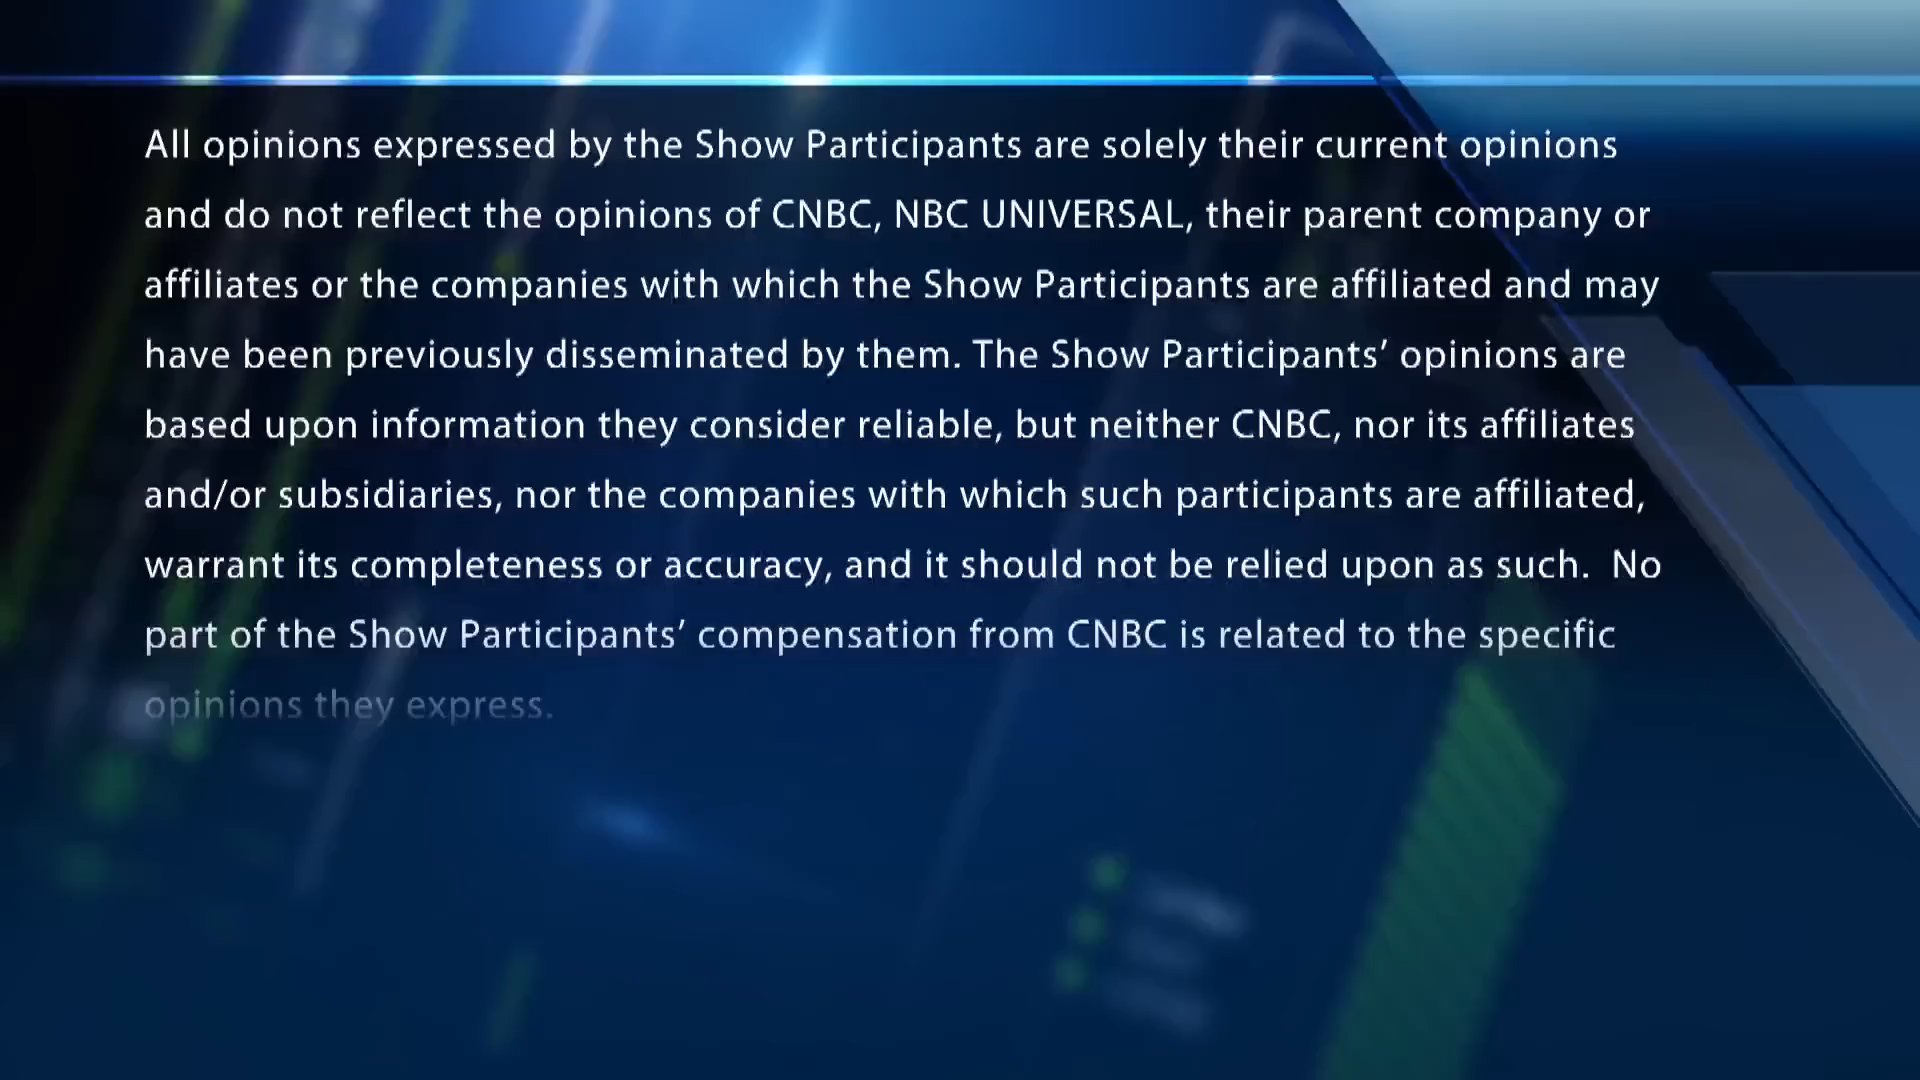 All opinions expressed by the Show Participants are solely their current opinions
and do not reflect the opinions of CNBC, NBC UNIVERSAL, their parent company or
affiliates or the companies with which the Show Participants are affiliated and may
have been previously disseminated by them. The Show Participants’ opinions are
based upon information they consider reliable, but neither CNBC, nor its affiliates
and/or subsidiaries, nor the companies with which such participants are affiliated,
warrant its completeness or accuracy, and it should not be relied upon as such.  No
part of the Show Participants’ compensation from CNBC is related to the specific
opinions they express.